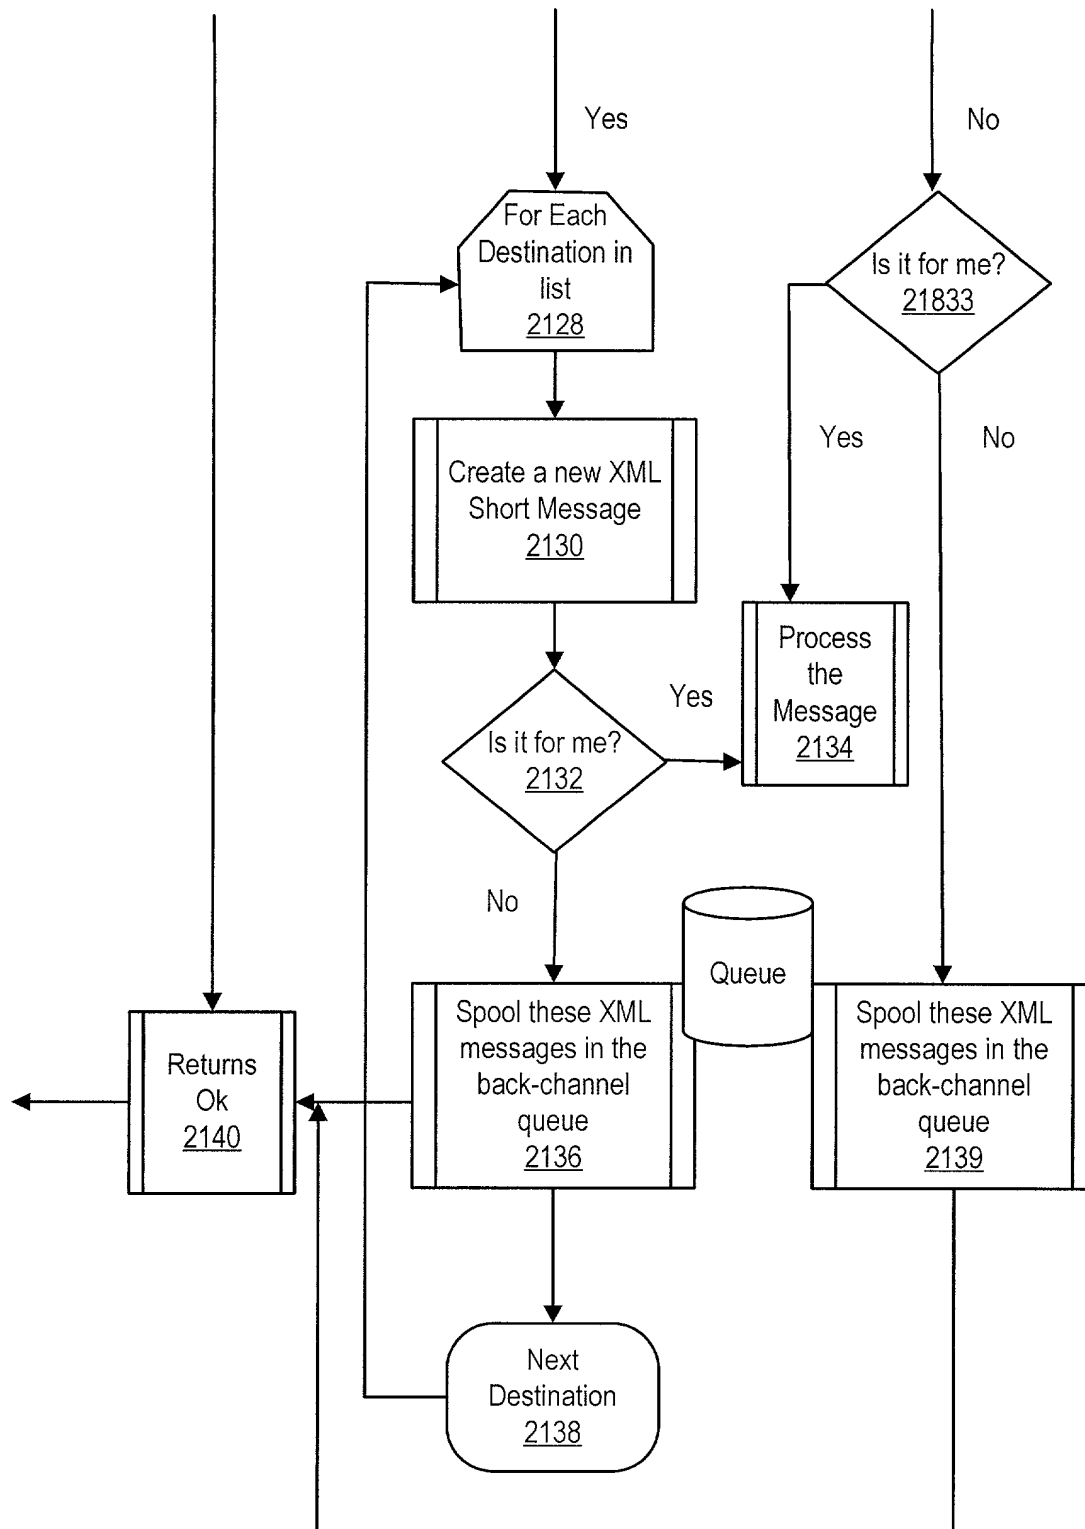 Yes
No
For Each
Destination in
list
2128
Is it for me?
21833
Yes
No
Create a new XML
Short Message
2130
Process
the
Message
2134
Yes
Is it for me?
2132
No
Queue
Spool these XML
messages in the
back-channel
queue
2136
Spool these XML
messages in the
back-channel
queue
2139
Returns
Ok
2140
Next
Destination
2138